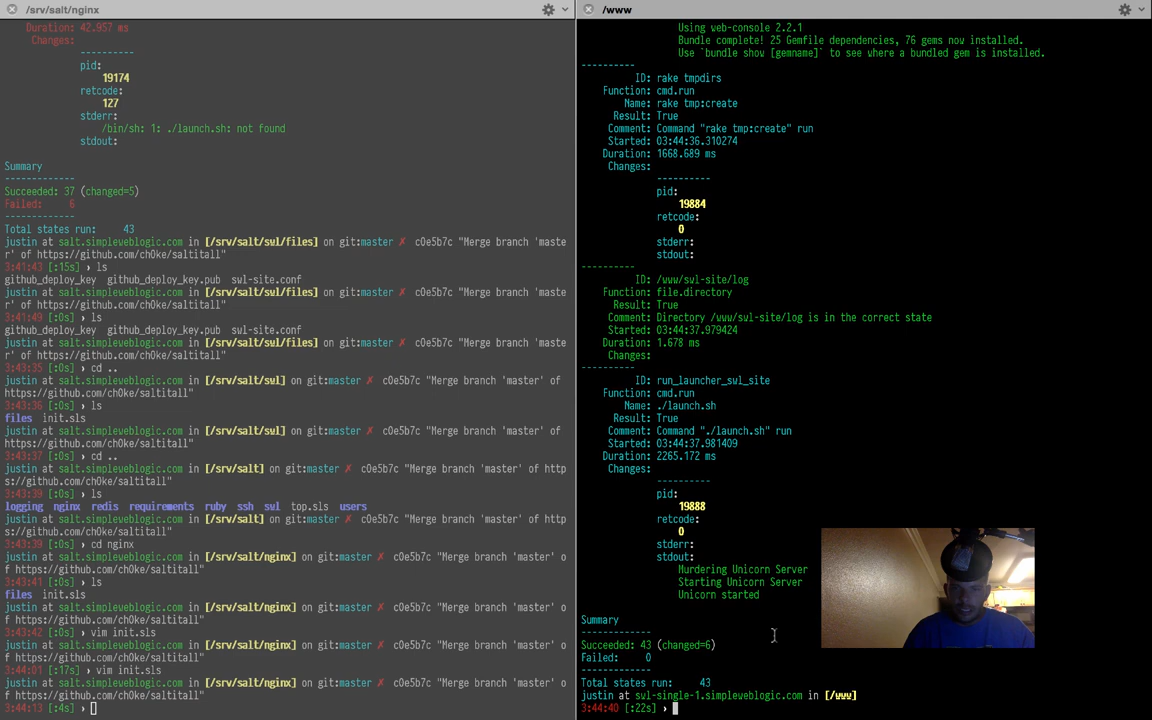 /srv/salt/nginx
Duration: 42.957 ms
Changes:
----------
pid:
19174
retcode:
127
stderr:
/bin/sh: 1: ./launch.sh: not found
stdout:
Summary
-------------
Succeeded: 37 (changed=5)
Failed: 6
-------------
Total states run: 43
justin at salt.simpleweblogic.com in [/srv/salt/swl/files] on git:master ✗ c0e5b7c "Merge branch 'maste
r' of https://github.com/ch0ke/saltitall"
3:41:43 [:15s] › ls
github_deploy_key github_deploy_key.pub swl-site.conf
justin at salt.simpleweblogic.com in [/srv/salt/swl/files] on git:master ✗ c0e5b7c "Merge branch 'maste
r' of https://github.com/ch0ke/saltitall"
3:41:49 [:0s] › ls
github_deploy_key github_deploy_key.pub swl-site.conf
justin at salt.simpleweblogic.com in [/srv/salt/swl/files] on git:master ✗ c0e5b7c "Merge branch 'maste
r' of https://github.com/ch0ke/saltitall"
3:43:35 [:0s] › cd ..
justin at salt.simpleweblogic.com in [/srv/salt/swl] on git:master ✗ c0e5b7c "Merge branch 'master' of
https://github.com/ch0ke/saltitall"
3:43:36 [:0s] › ls
files init.sls
justin at salt.simpleweblogic.com in [/srv/salt/swl] on git:master ✗ c0e5b7c "Merge branch 'master' of
https://github.com/ch0ke/saltitall"
3:43:37 [:0s] › cd ..
justin at salt.simpleweblogic.com in [/srv/salt] on git:master ✗ c0e5b7c "Merge branch 'master' of http
s://github.com/ch0ke/saltitall"
3:43:39 [:0s] › ls
logging nginx redis requirements ruby ssh swl top.sls users
justin at salt.simpleweblogic.com in [/srv/salt] on git:master ✗ c0e5b7c "Merge branch 'master' of http
s://github.com/ch0ke/saltitall"
3:43:39 [:0s] › cd nginx
justin at salt.simpleweblogic.com in [/srv/salt/nginx] on git:master ✗ c0e5b7c "Merge branch 'master' o
f https://github.com/ch0ke/saltitall"
3:43:41 [:0s] › ls
files init.sls
justin at salt.simpleweblogic.com in [/srv/salt/nginx] on git:master ✗ c0e5b7c "Merge branch 'master' o
f https://github.com/ch0ke/saltitall"
3:43:42 [:0s] › vim init.sls
justin at salt.simpleweblogic.com in [/srv/salt/nginx] on git:master ✗ c0e5b7c "Merge branch 'master' o
f https://github.com/ch0ke/saltitall"
3:44:01 [:17s] › vim init.sls
justin at salt.simpleweblogic.com in [/srv/salt/nginx] on git:master ✗ c0e5b7c "Merge branch 'master' o
f https://github.com/ch0ke/saltitall"
3:44:13 [:4s] ›
/www
Using web-console 2.2.1
Bundle complete! 25 Gemfile dependencies, 76 gems now installed.
Use `bundle show [gemname]` to see where a bundled gem is installed.
----------
ID: rake tmpdirs
Function: cmd.run
Name: rake tmp:create
Result: True
Comment: Command "rake tmp:create" run
Started: 03:44:36.310274
Duration: 1668.689 ms
Changes:
----------
pid:
19884
retcode:
0
stderr:
stdout:
----------
ID: /www/swl-site/log
Function: file.directory
Result: True
Comment: Directory /www/swl-site/log is in the correct state
Started: 03:44:37.979424
Duration: 1.678 ms
Changes:
----------
ID: run_launcher_swl_site
Function: cmd.run
Name: ./launch.sh
Result: True
Comment: Command "./launch.sh" run
Started: 03:44:37.981409
Duration: 2265.172 ms
Changes:
----------
pid:
19888
retcode:
0
stderr:
stdout:
Murdering Unicorn Server
Starting Unicorn Server
Unicorn started
Summary
-------------
Succeeded: 43 (changed=6)
Failed: 0
-------------
Total states run: 43
justin at swl-single-1.simpleweblogic.com in [/www]
3:44:40 [:22s] ›